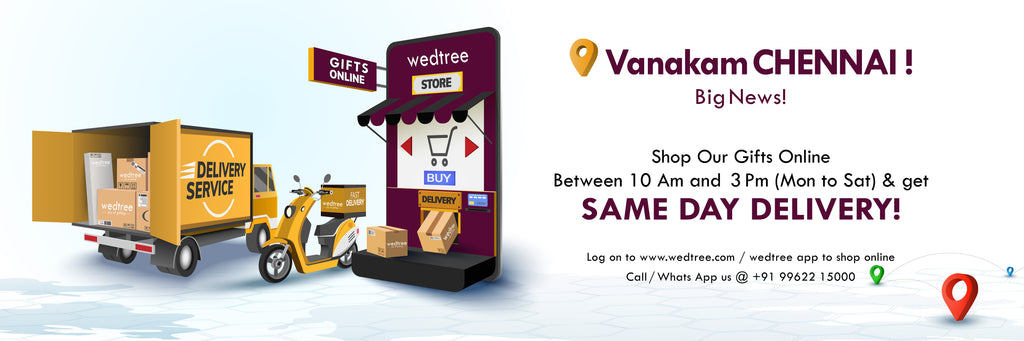 GIFTS
ONLINE
wedtree
STORE
BUY
DELIVERY
DELIVERY
SERVICE
wedtree
FAST
DELIVERY
wedtree
wedtree
wedtree
Vanakam CHENNAI !
Big News!
Shop Our Gifts Online
Between 10 Am and 3 Pm (Mon to Sat) & get
SAME DAY DELIVERY!
Log on to www.wedtree.com / wedtree app to shop online
Call / Whats App us @ +91 99622 15000